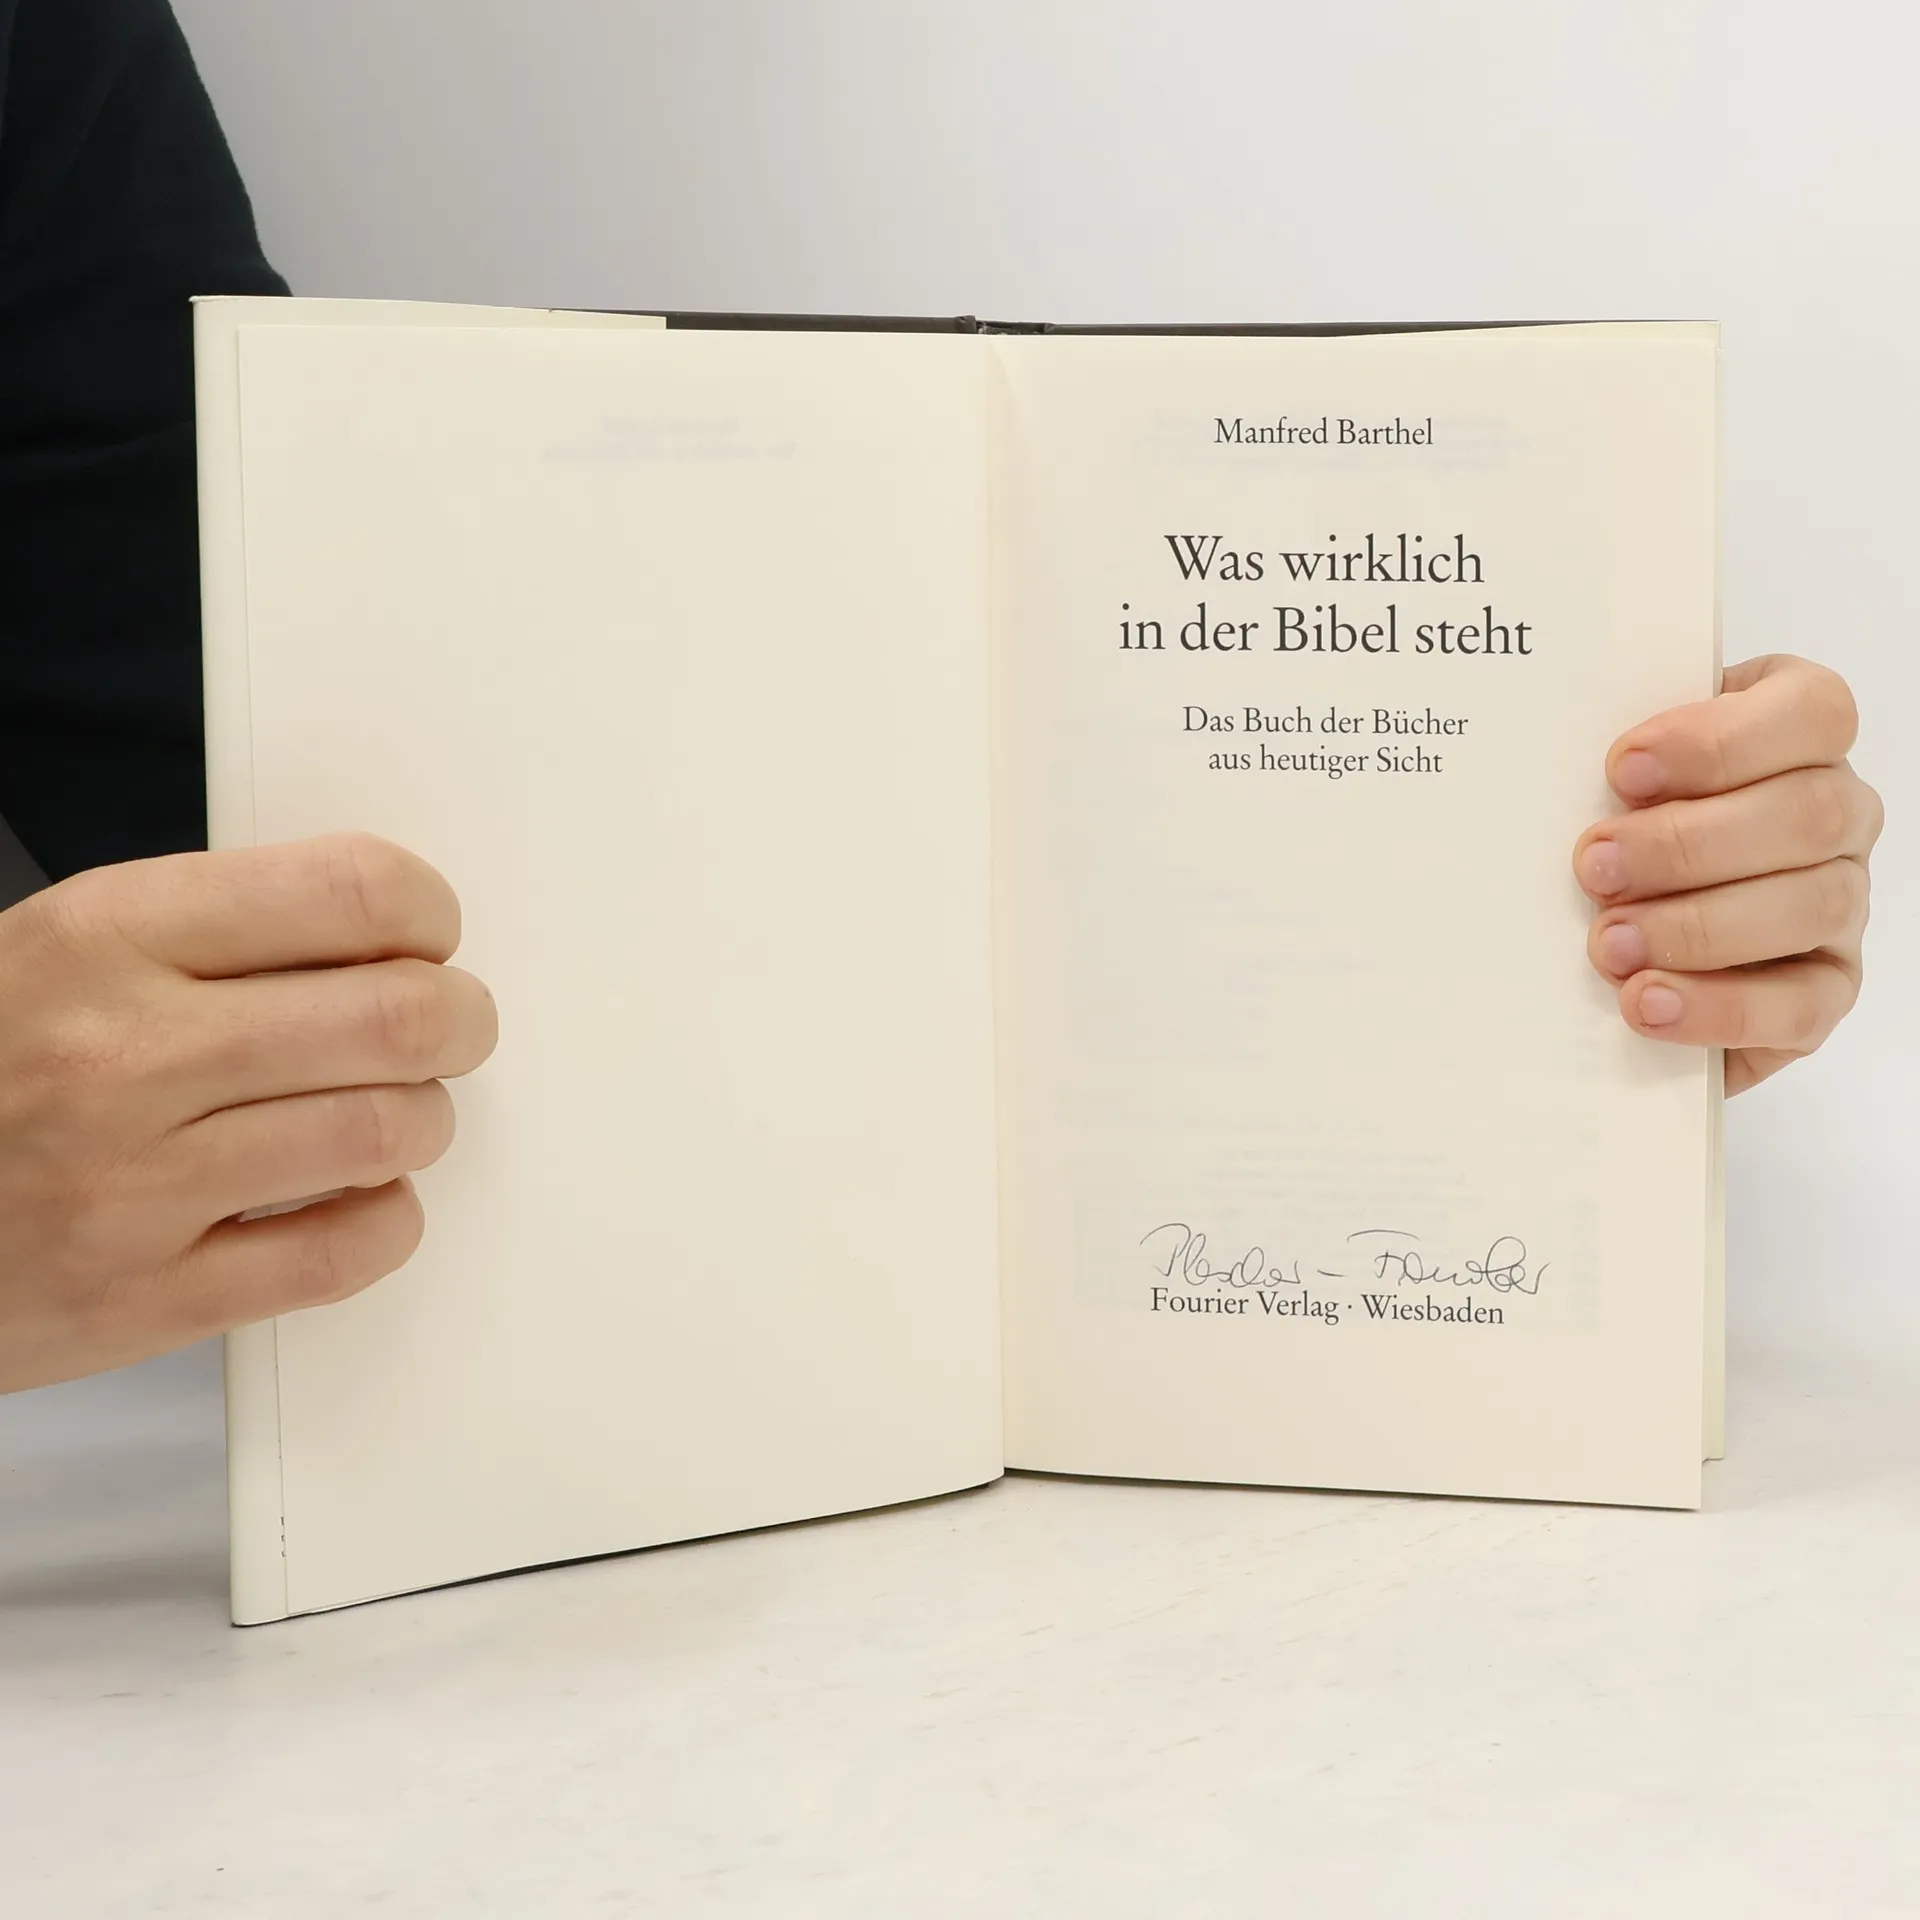 Manfred Barthel
Was wirklich
in der Bibel steht
Das Buch der Bücher
aus heutiger Sicht
Fourier Verlag · Wiesbaden